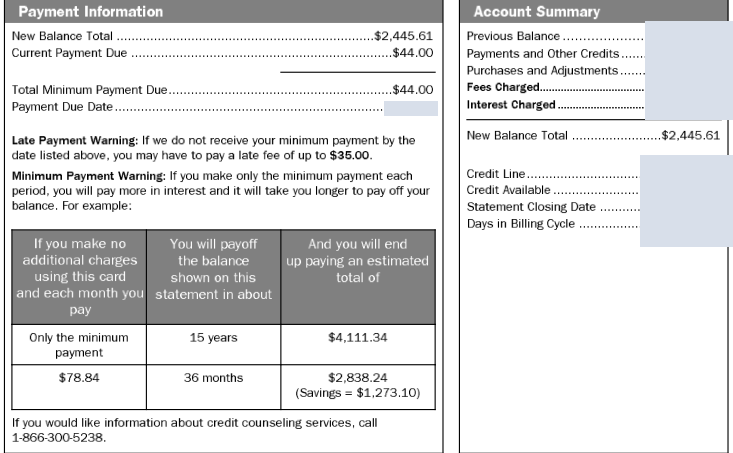 Payment Information
New Balance Total ................................................................$2,445.61
Current Payment Due ................................................................$44.00
Total Minimum Payment Due................................................................$44.00
Payment Due Date................................................................
Late Payment Warning: If we do not receive your minimum payment by the
date listed above, you may have to pay a late fee of up to $35.00.
Minimum Payment Warning: If you make only the minimum payment each
period, you will pay more in interest and it will take you longer to pay off your
balance. For example:
If you make no
additional charges
using this card
and each month you
pay
You will payoff
the balance
shown on this
statement in about
And you will end
up paying an estimated
total of
Only the minimum
payment
15 years
$4,111.34
$78.84
36 months
$2,838.24
(Savings = $1,273.10)
If you would like information about credit counseling services, call
1-866-300-5238.
Account Summary
Previous Balance ..................
Payments and Other Credits......
Purchases and Adjustments ......
Fees Charged..........................
Interest Charged .....................
New Balance Total .....................$2,445.61
Credit Line.............................
Credit Available ......................
Statement Closing Date ..........
Days in Billing Cycle ...............